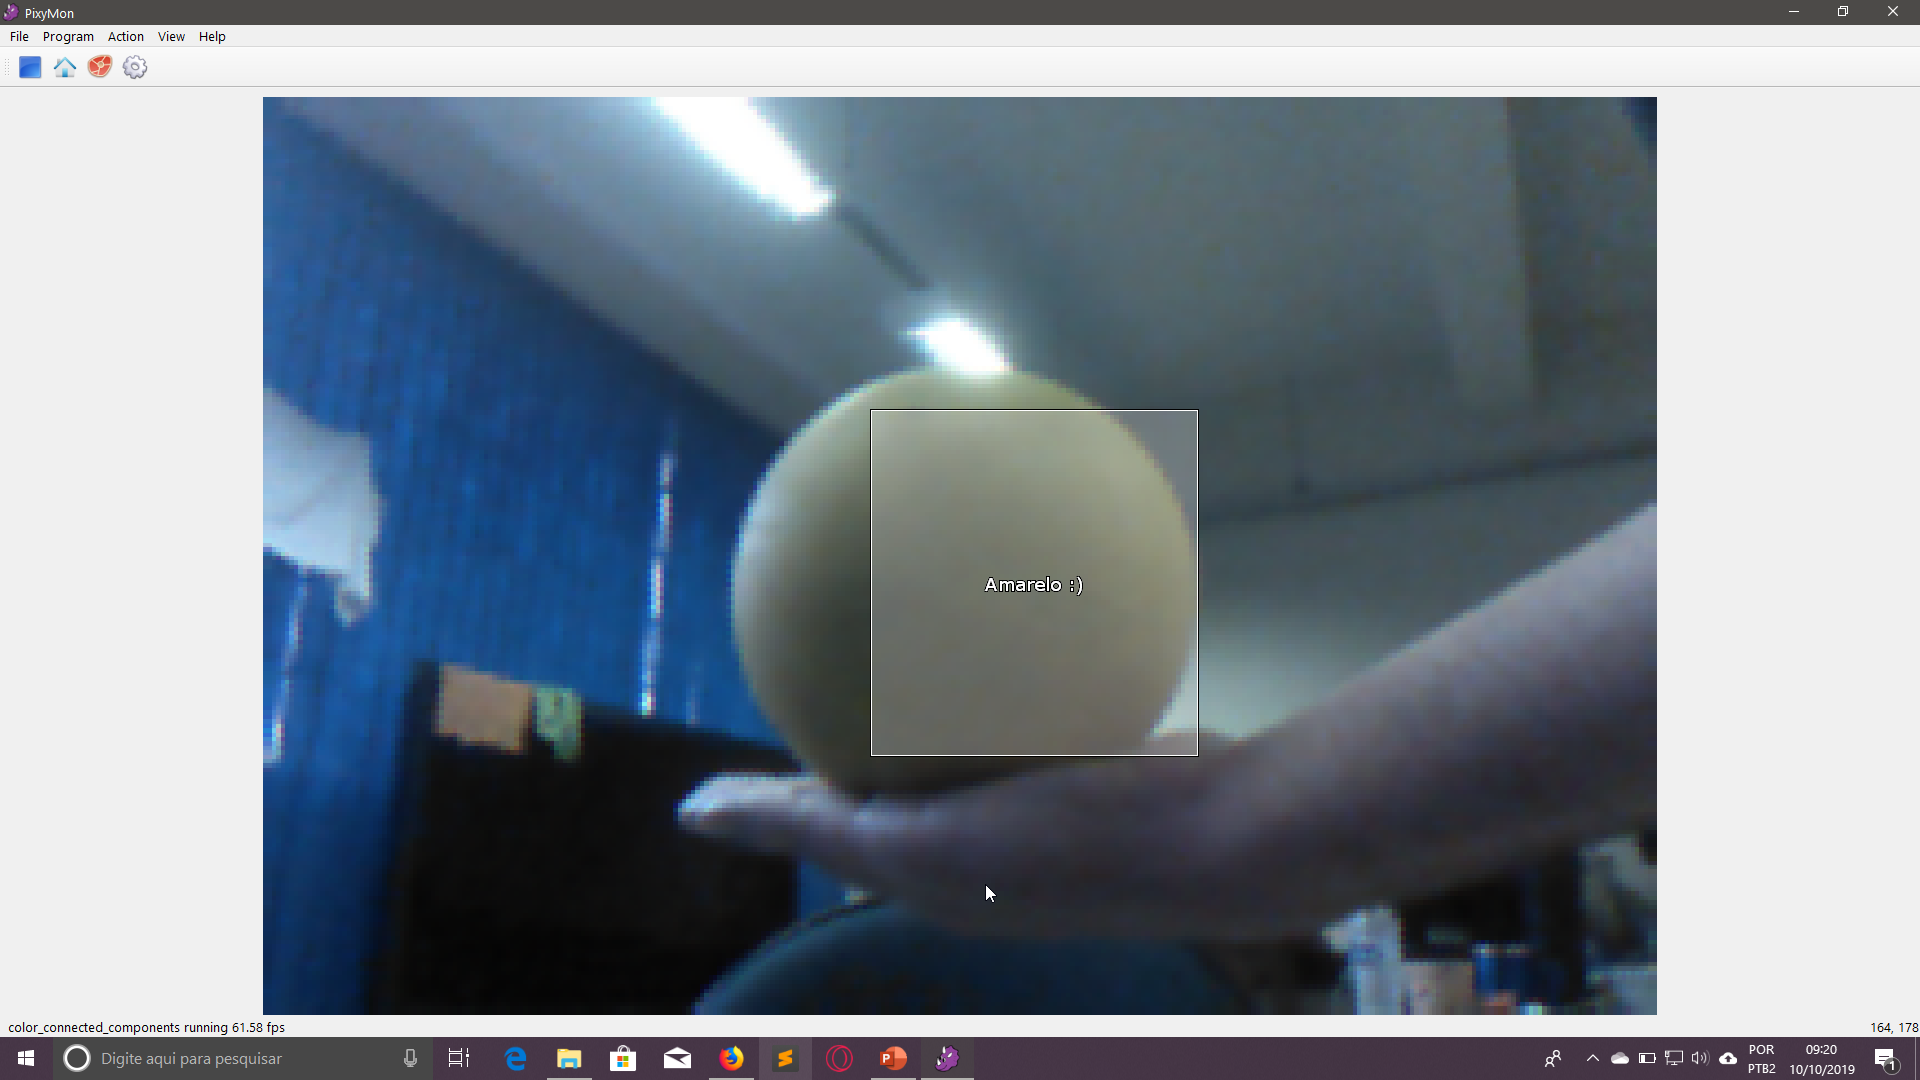 PixyMon
File Program Action View Help
Amarelo :)
color_connected_components running 61.58 fps
164, 178
Digite aqui para pesquisar
POR
PTB2
09:20
10/10/2019
1